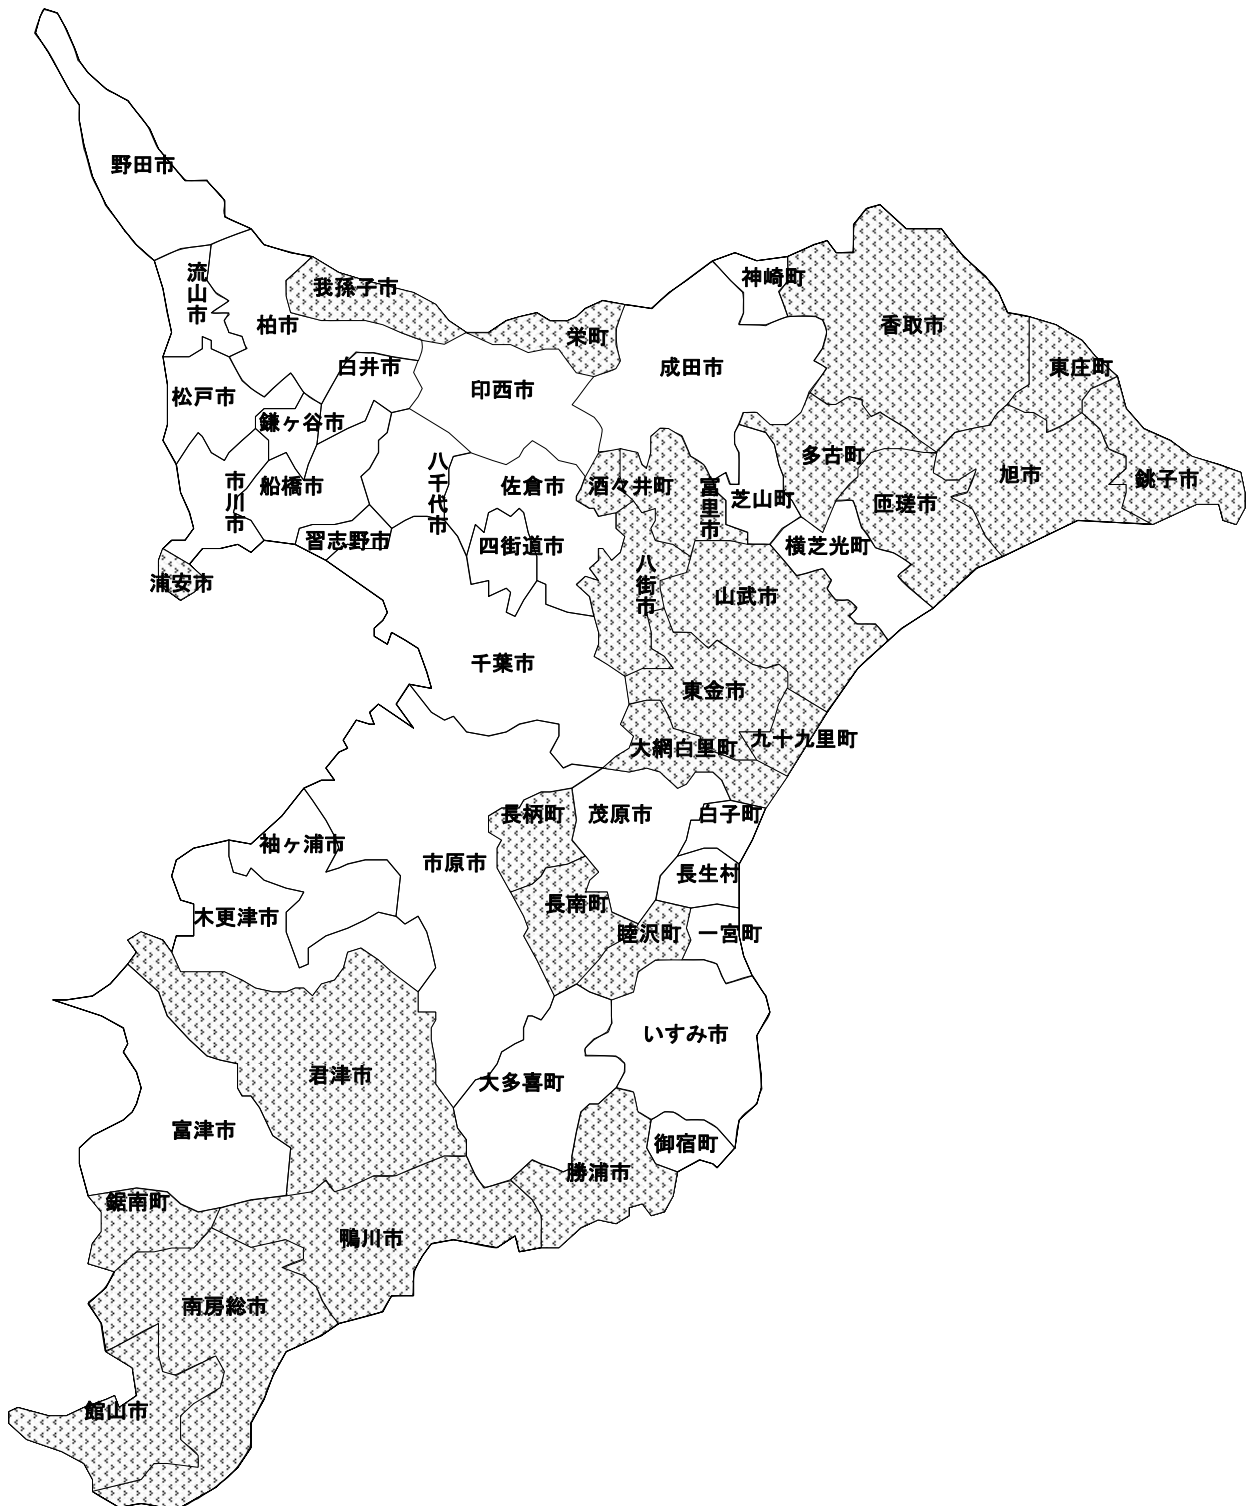 野田市
流山市
我孫子市
神崎町
柏市
栄町
香取市
白井市
成田市
東庄町
松戸市
印西市
鎌ヶ谷市
多古町
市川市
船橋市
八千代市
佐倉市
酒々井町
富里市
芝山町
匝瑳市
旭市
銚子市
習志野市
四街道市
横芝光町
浦安市
八街市
山武市
千葉市
東金市
大網白里町
九十九里町
長柄町
茂原市
白子町
袖ヶ浦市
市原市
長生村
木更津市
長南町
睦沢町
一宮町
いすみ市
君津市
大多喜町
富津市
御宿町
勝浦市
鋸南町
鴨川市
南房総市
館山市